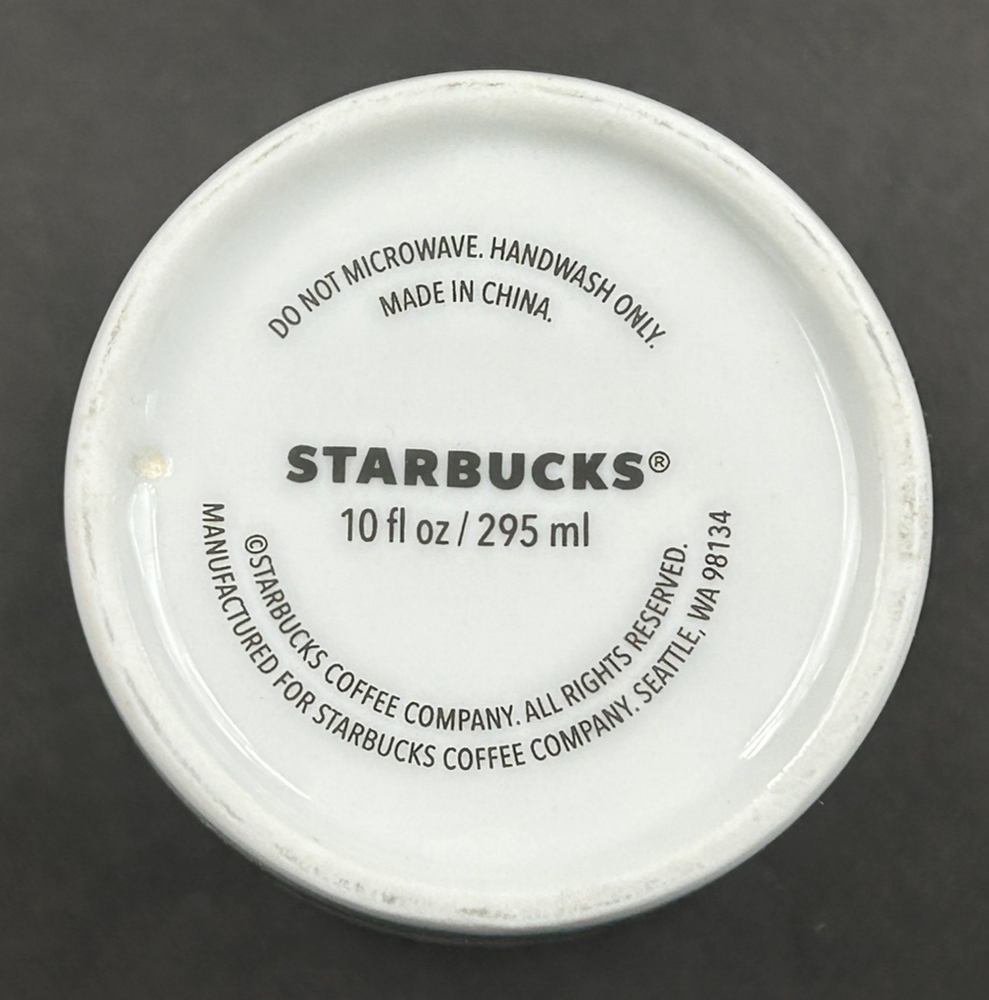 DO NOT MICROWAVE. HANDWASH ONLY.
MADE IN CHINA.
STARBUCKS®
10 fl oz / 295 ml
©STARBUCKS COFFEE COMPANY. ALL RIGHTS RESERVED.
MANUFACTURED FOR STARBUCKS COFFEE COMPANY. SEATTLE, WA 98134